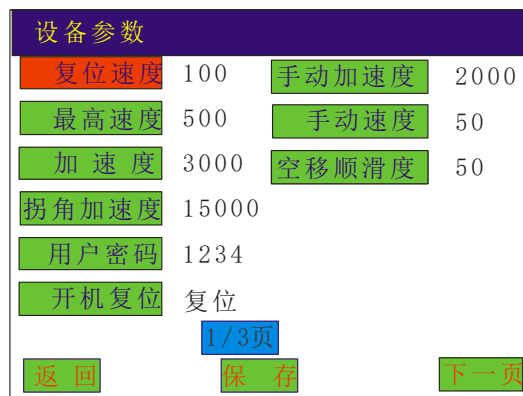 设备参数
复位速度 100 手动加速度 2000
最高速度 500 手动速度 50
加 速 度 3000 空移顺滑度 50
拐角加速度 15000
用户密码 1234
开机复位 复位
1/3页
返 回 保 存 下一页